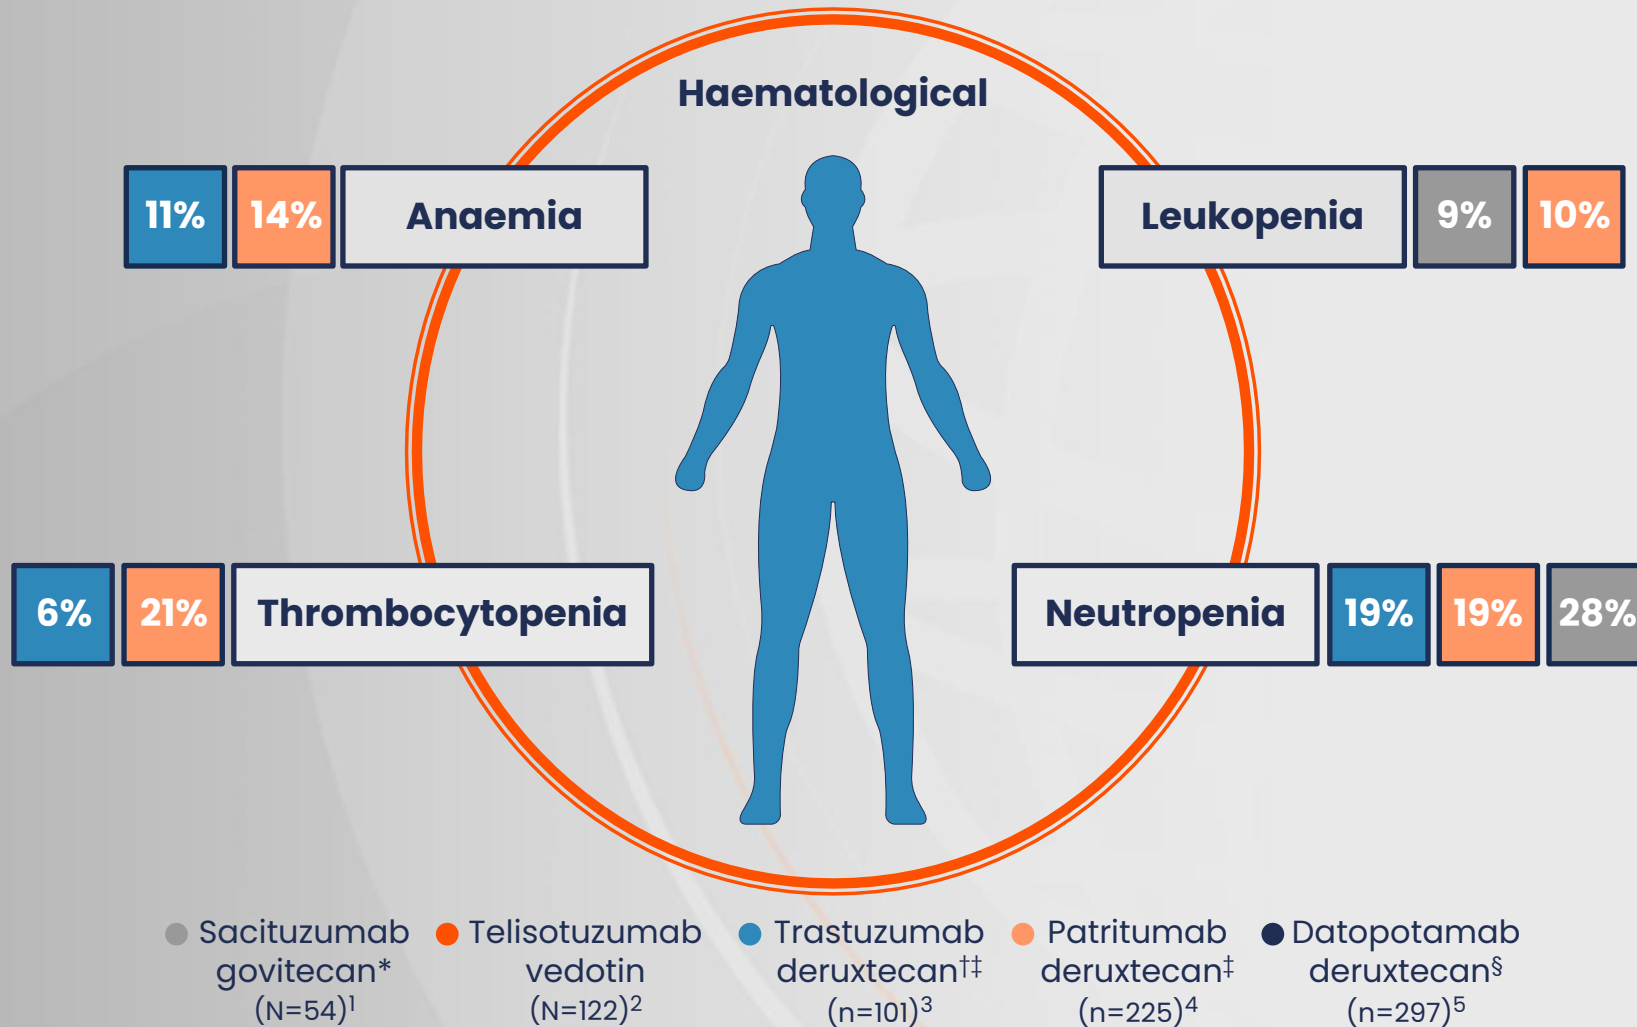 Haematological
11% 14% Anaemia
Leukopenia 9% 10%
6% 21% Thrombocytopenia
Neutropenia 19% 19% 28%
Sacituzumab
govitecan*
(N=54)¹
Telisotuzumab
vedotin
(N=122)²
Trastuzumab
deruxtecan†‡
(n=101)³
Patritumab
deruxtecan‡
(n=225)⁴
Datopotamab
deruxtecan§
(n=297)⁵